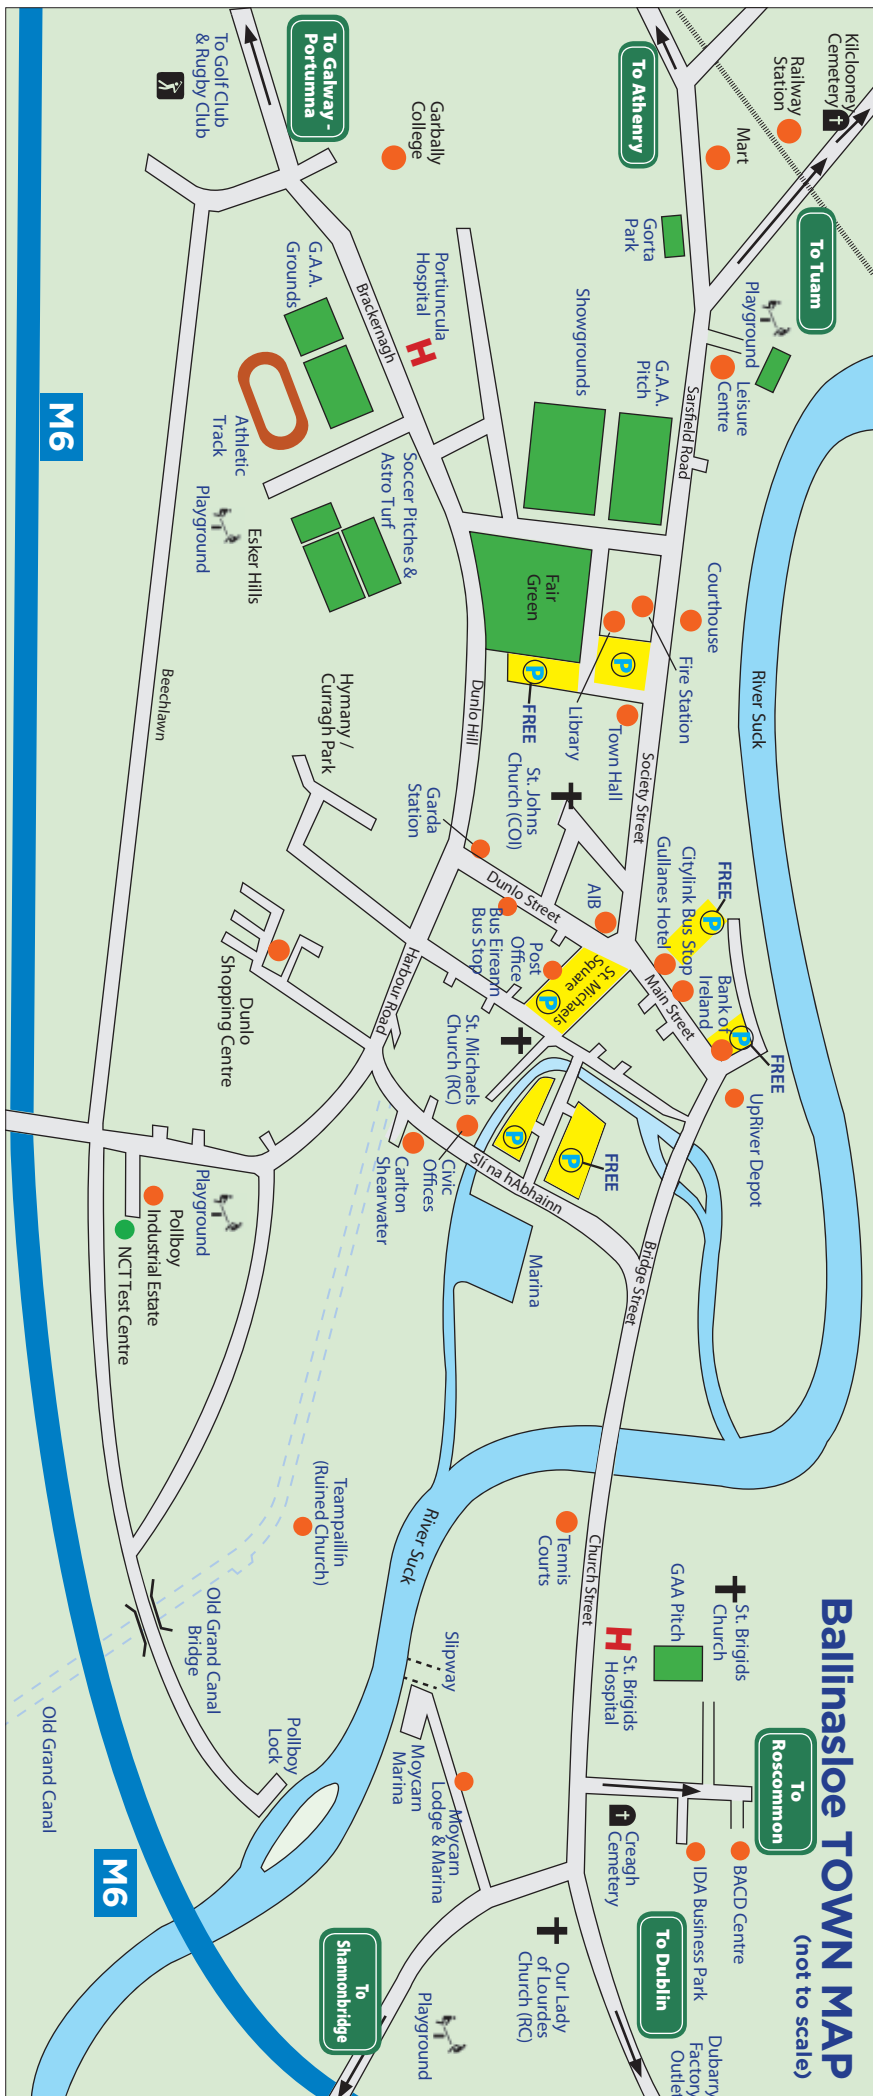 Ballinasloe TOWN MAP
(not to scale)
Kilclooney
Cemetery
Railway
Station
Mart
To Athenry
To Tuam
Gorta
Park
Playground
Leisure
Centre
To Galway -
Portumna
To Golf Club
& Rugby Club
Garbally
College
G.A.A.
Grounds
Brackernagh
Portiuncula
Hospital
H
Showgrounds
G.A.A.
Pitch
Sarsfield Road
M6
Athletic
Track
Soccer Pitches &
Astro Turf
Playground
Esker Hills
Fair
Green
Courthouse
Fire Station
Library
Town Hall
P
P
FREE
River Suck
Beechlawn
Hymany /
Curragh Park
Dunlo Hill
Society Street
St. Johns
Church (COI)
Garda
Station
Dunlo Street
AIB
Bus Eireann
Bus Stop
Post
Office
St. Michaels
Square
P
Gullanes Hotel
Citylink Bus Stop
FREE
P
Main Street
Bank of
Ireland
P
FREE
UpRiver Depot
Harbour Road
Dunlo
Shopping Centre
St. Michaels
Church (RC)
P
P
FREE
Civic
Offices
Carlton
Shearwater
Slí na hAbhainn
Marina
Bridge Street
Playground
Pollboy
Industrial Estate
NCT Test Centre
Teampaillín
(Ruined Church)
River Suck
Tennis
Courts
Church Street
GAA Pitch
St. Brigids
Church
H
St. Brigids
Hospital
Old Grand Canal
Bridge
Old Grand Canal
Pollboy
Lock
Slipway
Moycarn
Marina
Moycarn
Lodge & Marina
To
Roscommon
Creagh
Cemetery
IDA Business Park
BACD Centre
M6
To Dublin
Our Lady
of Lourdes
Church (RC)
To
Shannonbridge
Playground
Dubarry
Factory
Outlet